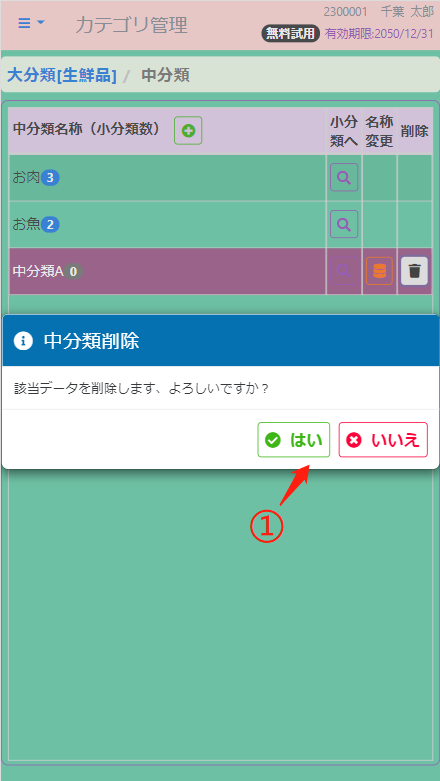 カテゴリ管理
2300001 千葉 太郎
無料試用 有効期限:2050/12/31
大分類[生鮮品] / 中分類
中分類名称（小分類数） 小分類へ 名称変更 削除
お肉 3
お魚 2
中分類A 0
中分類削除
該当データを削除します、よろしいですか？
はい いいえ
①